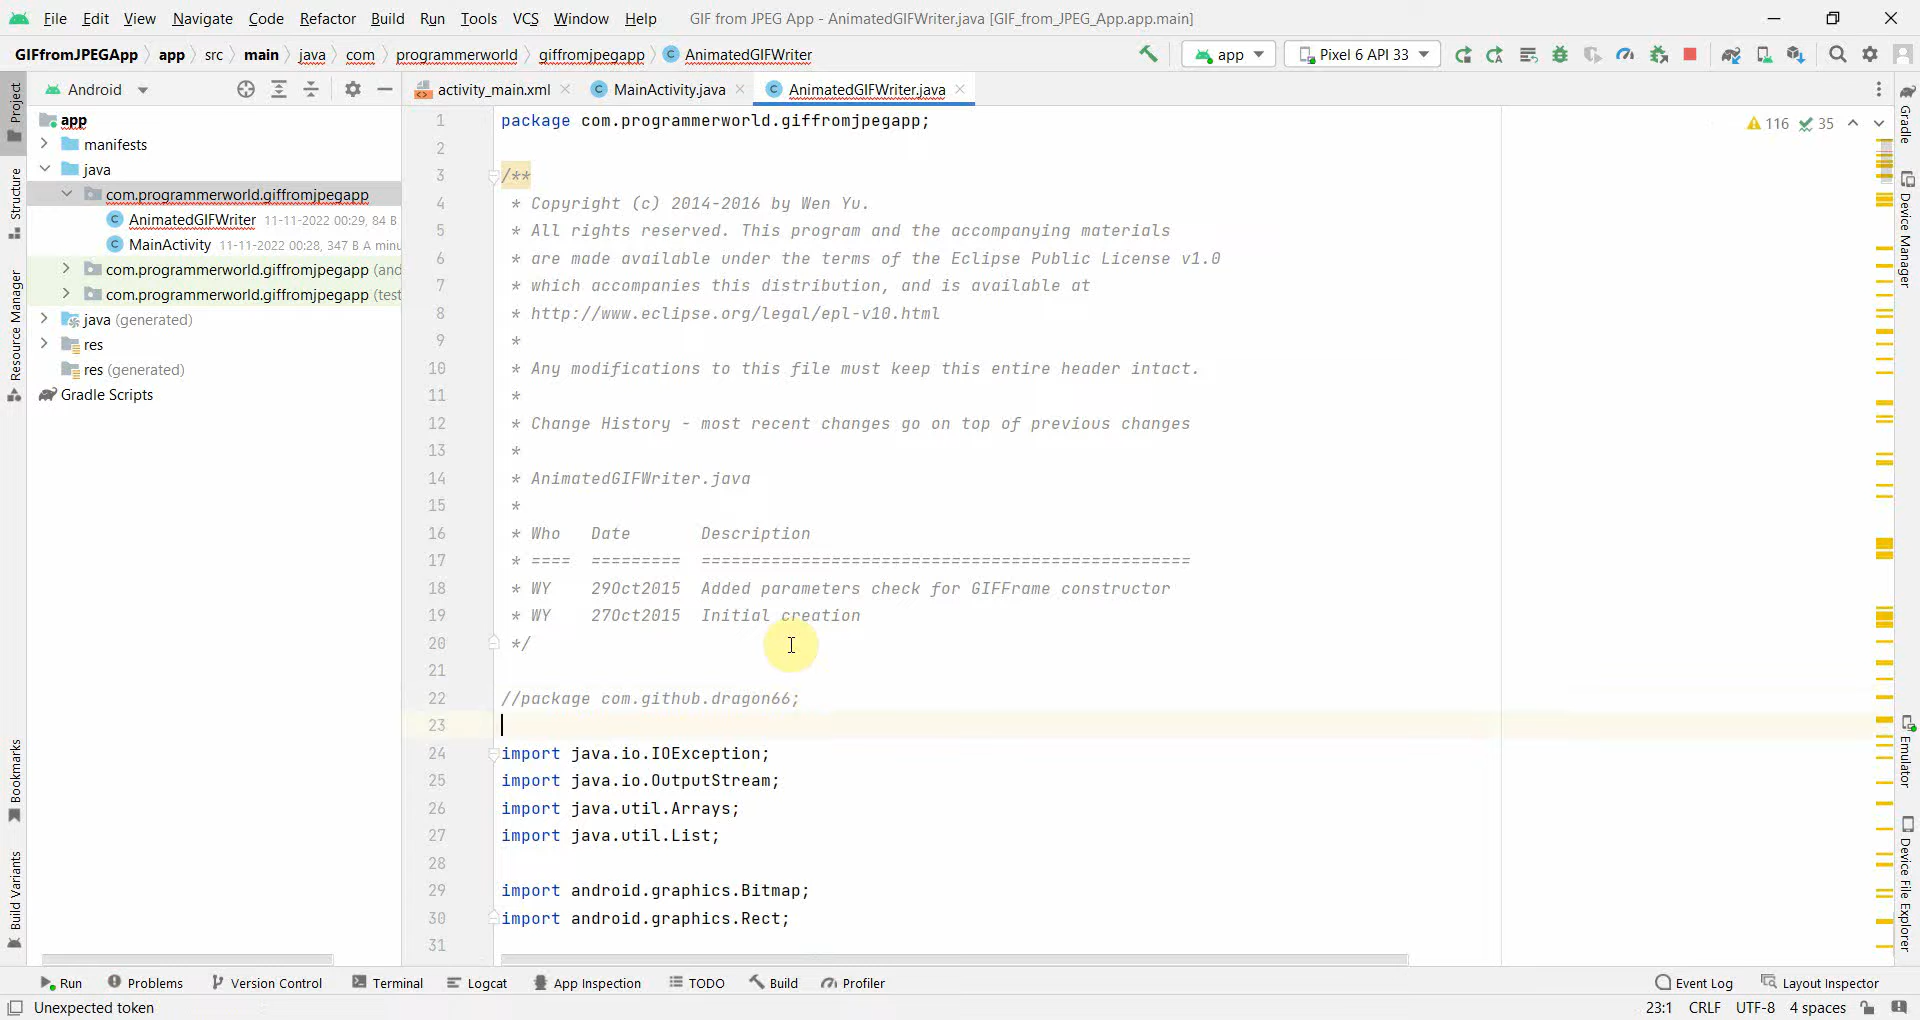 File Edit View Navigate Code Refactor Build Run Tools VCS Window Help GIF from JPEG App - AnimatedGIFWriter.java [GIF_from_JPEG_App.app.main]
GIFfromJPEGApp app src main java com programmerworld giffromjpegapp AnimatedGIFWriter app Pixel 6 API 33
Project
Android
activity_main.xml MainActivity.java AnimatedGIFWriter.java
Gradle
app
manifests
java
com.programmerworld.giffromjpegapp
AnimatedGIFWriter 11-11-2022 00:29, 84 B
MainActivity 11-11-2022 00:28, 347 B A minu
com.programmerworld.giffromjpegapp (and
com.programmerworld.giffromjpegapp (test
java (generated)
res
res (generated)
Gradle Scripts
Structure
Resource Manager
Bookmarks
Build Variants
116 35
1 package com.programmerworld.giffromjpegapp;
2
3 /**
4 * Copyright (c) 2014-2016 by Wen Yu.
5 * All rights reserved. This program and the accompanying materials
6 * are made available under the terms of the Eclipse Public License v1.0
7 * which accompanies this distribution, and is available at
8 * http://www.eclipse.org/legal/epl-v10.html
9 *
10 * Any modifications to this file must keep this entire header intact.
11 *
12 * Change History - most recent changes go on top of previous changes
13 *
14 * AnimatedGIFWriter.java
15 *
16 * Who Date Description
17 * ==== ========= =================================================
18 * WY 29Oct2015 Added parameters check for GIFFrame constructor
19 * WY 27Oct2015 Initial creation
20 */
21
22 //package com.github.dragon66;
23
24 import java.io.IOException;
25 import java.io.OutputStream;
26 import java.util.Arrays;
27 import java.util.List;
28
29 import android.graphics.Bitmap;
30 import android.graphics.Rect;
31
Device Manager
Emulator
Device File Explorer
Run Problems Version Control Terminal Logcat App Inspection TODO Build Profiler Event Log Layout Inspector
Unexpected token 23:1 CRLF UTF-8 4 spaces